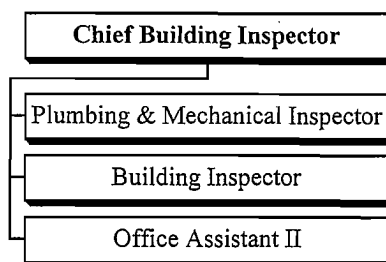 Chief Building Inspector
Plumbing & Mechanical Inspector
Building Inspector
Office Assistant II